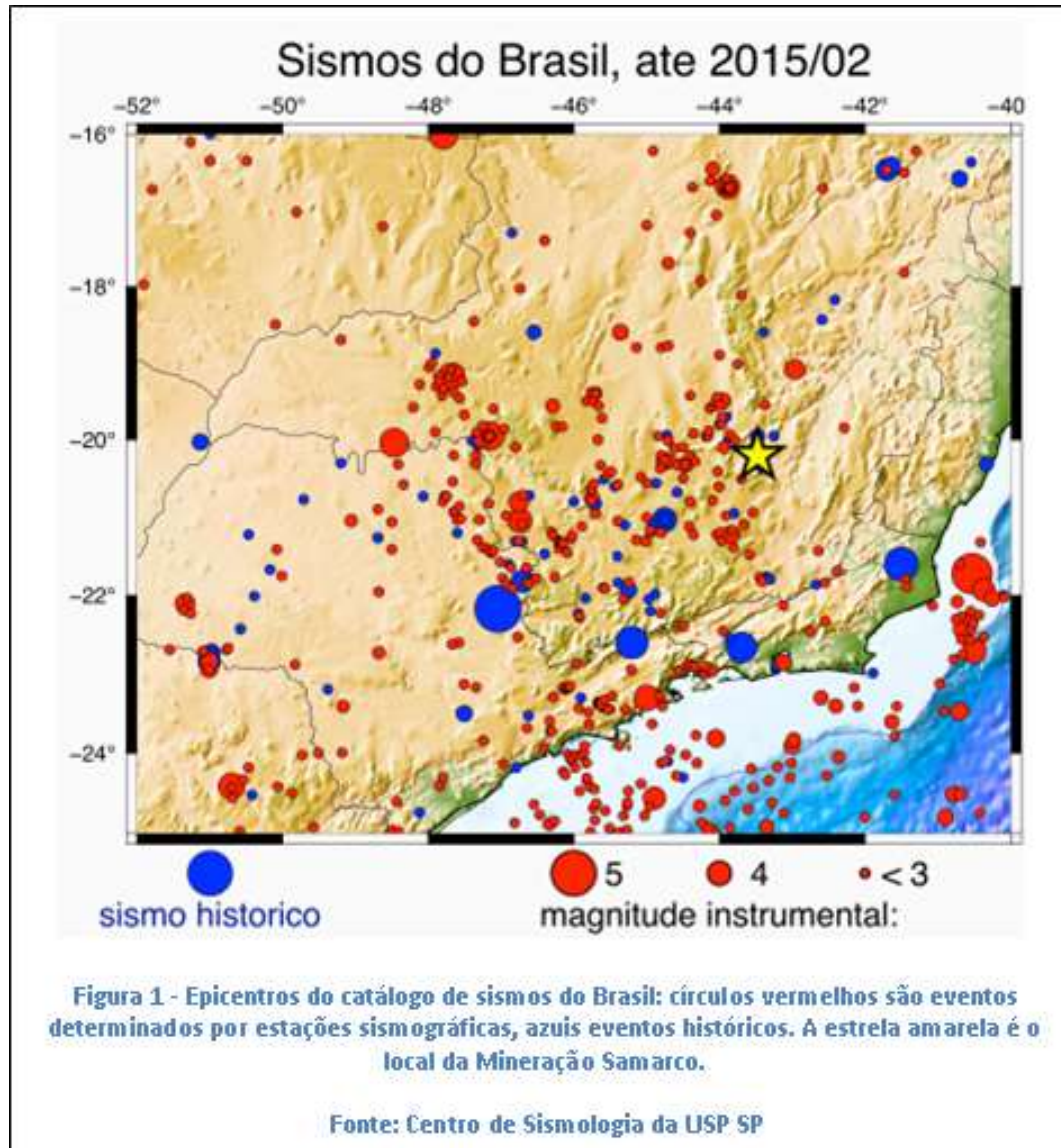 Sismos do Brasil, ate 2015/02
−52° −50° −48° −46° −44° −42° −40
−16°
−18°
−20°
−22°
−24°
5 4 < 3
sismo historico magnitude instrumental:
Figura 1 - Epicentros do catálogo de sismos do Brasil: círculos vermelhos são eventos
determinados por estações sismográficas, azuis eventos históricos. A estrela amarela é o
local da Mineração Samarco.
Fonte: Centro de Sismologia da USP SP